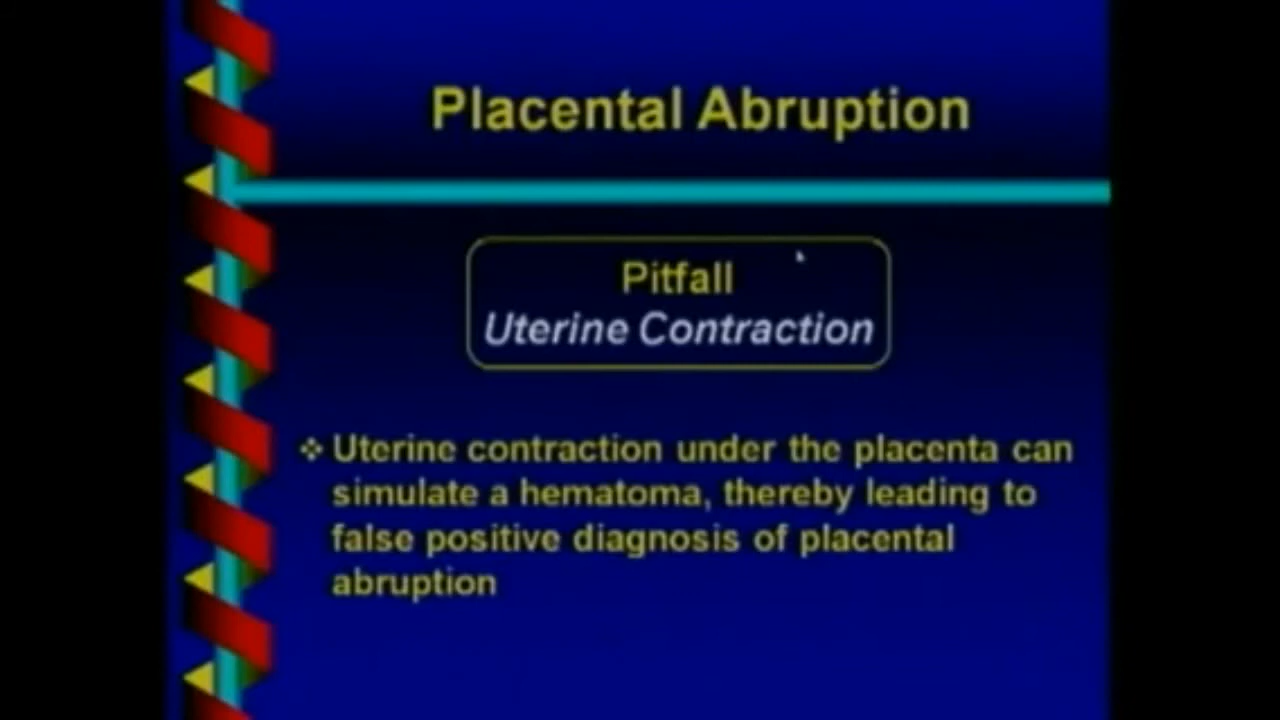 Placental Abruption
Pitfall
Uterine Contraction
Uterine contraction under the placenta can
simulate a hematoma, thereby leading to
false positive diagnosis of placental
abruption